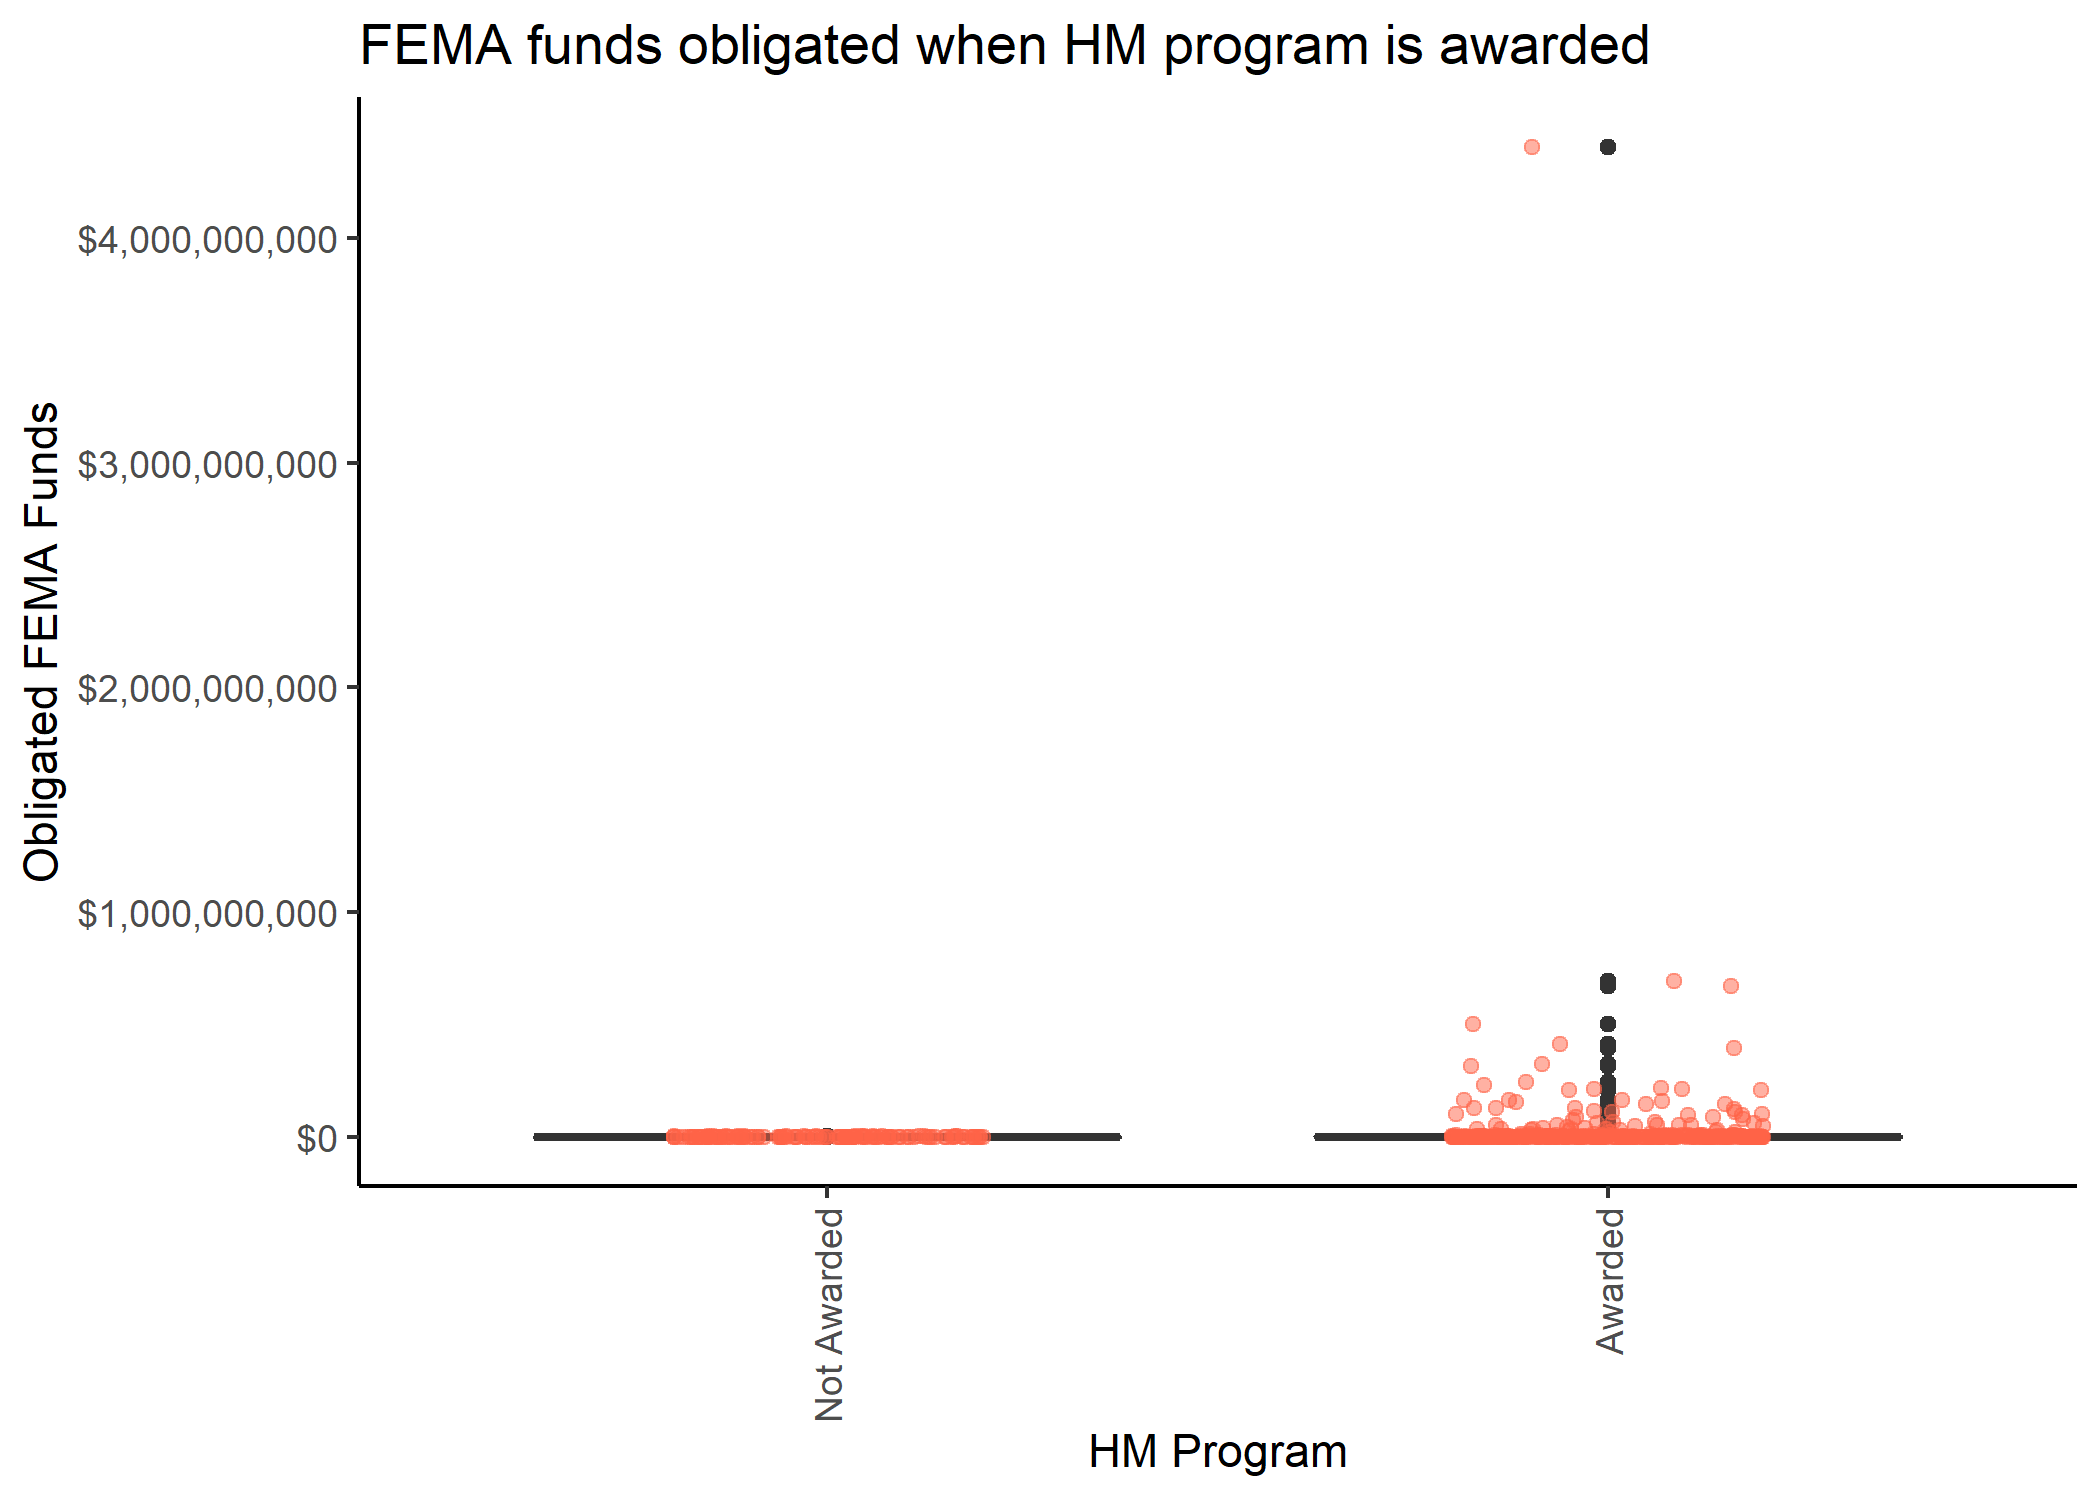 FEMA funds obligated when HM program is awarded
Obligated FEMA Funds
$4,000,000,000
$3,000,000,000
$2,000,000,000
$1,000,000,000
$0
Not Awarded
Awarded
HM Program